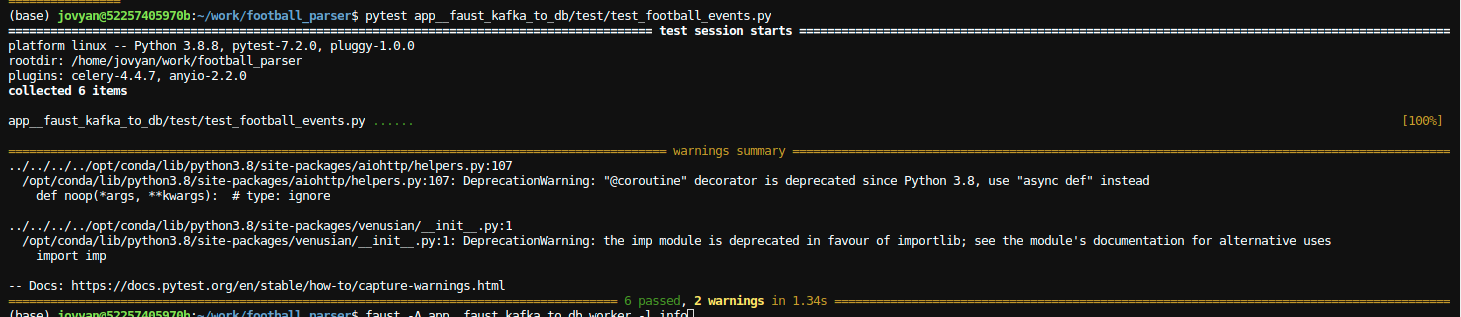 (base) jovyan@52257405970b:~/work/football_parser$ pytest app__faust_kafka_to_db/test/test_football_events.py
test session starts
platform linux -- Python 3.8.8, pytest-7.2.0, pluggy-1.0.0
rootdir: /home/jovyan/work/football_parser
plugins: celery-4.4.7, anyio-2.2.0
collected 6 items
app__faust_kafka_to_db/test/test_football_events.py ...... [100%]
warnings summary
../../../../opt/conda/lib/python3.8/site-packages/aiohttp/helpers.py:107
/opt/conda/lib/python3.8/site-packages/aiohttp/helpers.py:107: DeprecationWarning: "@coroutine" decorator is deprecated since Python 3.8, use "async def" instead
def noop(*args, **kwargs):  # type: ignore
../../../../opt/conda/lib/python3.8/site-packages/venusian/__init__.py:1
/opt/conda/lib/python3.8/site-packages/venusian/__init__.py:1: DeprecationWarning: the imp module is deprecated in favour of importlib; see the module's documentation for alternative uses
import imp
-- Docs: https://docs.pytest.org/en/stable/how-to/capture-warnings.html
6 passed, 2 warnings in 1.34s
(base) jovyan@52257405970b:~/work/football_parser$ faust -A app__faust_kafka_to_db worker -l info